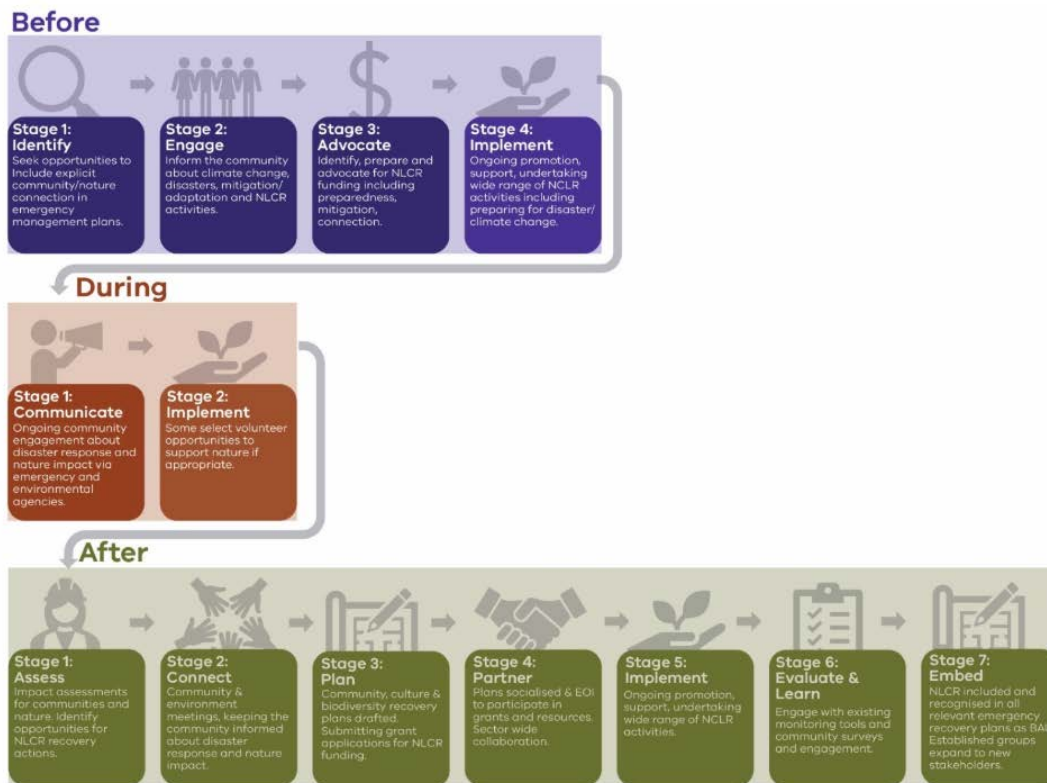 Before
Stage 1:
Identify
Seek opportunities to
Include explicit
community/nature
connection in
emergency
management plans.
Stage 2:
Engage
Inform the community
about climate change,
disasters, mitigation/
adaptation and NLCR
activities.
Stage 3:
Advocate
Identify, prepare and
advocate for NLCR
funding including
preparedness,
mitigation,
connection.
Stage 4:
Implement
Ongoing promotion,
support, undertaking
wide range of NCLR
activities including
preparing for disaster/
climate change.
During
Stage 1:
Communicate
Ongoing community
engagement about
disaster response and
nature impact via
emergency and
environmental
agencies.
Stage 2:
Implement
Some select volunteer
opportunities to
support nature if
appropriate.
After
Stage 1:
Assess
Impact assessments
for communities and
nature. Identify
opportunities for
NLCR recovery
actions.
Stage 2:
Connect
Community &
environment
meetings, keeping the
community informed
about disaster
response and nature
impact.
Stage 3:
Plan
Community, culture &
biodiversity recovery
plans drafted.
Submitting grant
applications for NLCR
funding.
Stage 4:
Partner
Plans socialised & EOI
to participate in
grants and resources.
Sector wide
collaboration.
Stage 5:
Implement
Ongoing promotion,
support, undertaking
wide range of NCLR
activities.
Stage 6:
Evaluate &
Learn
Engage with existing
monitoring tools and
community surveys
and engagement.
Stage 7:
Embed
NLCR included and
recognised in all
relevant emergency
recovery plans as
Established groups
expand to new
stakeholders.